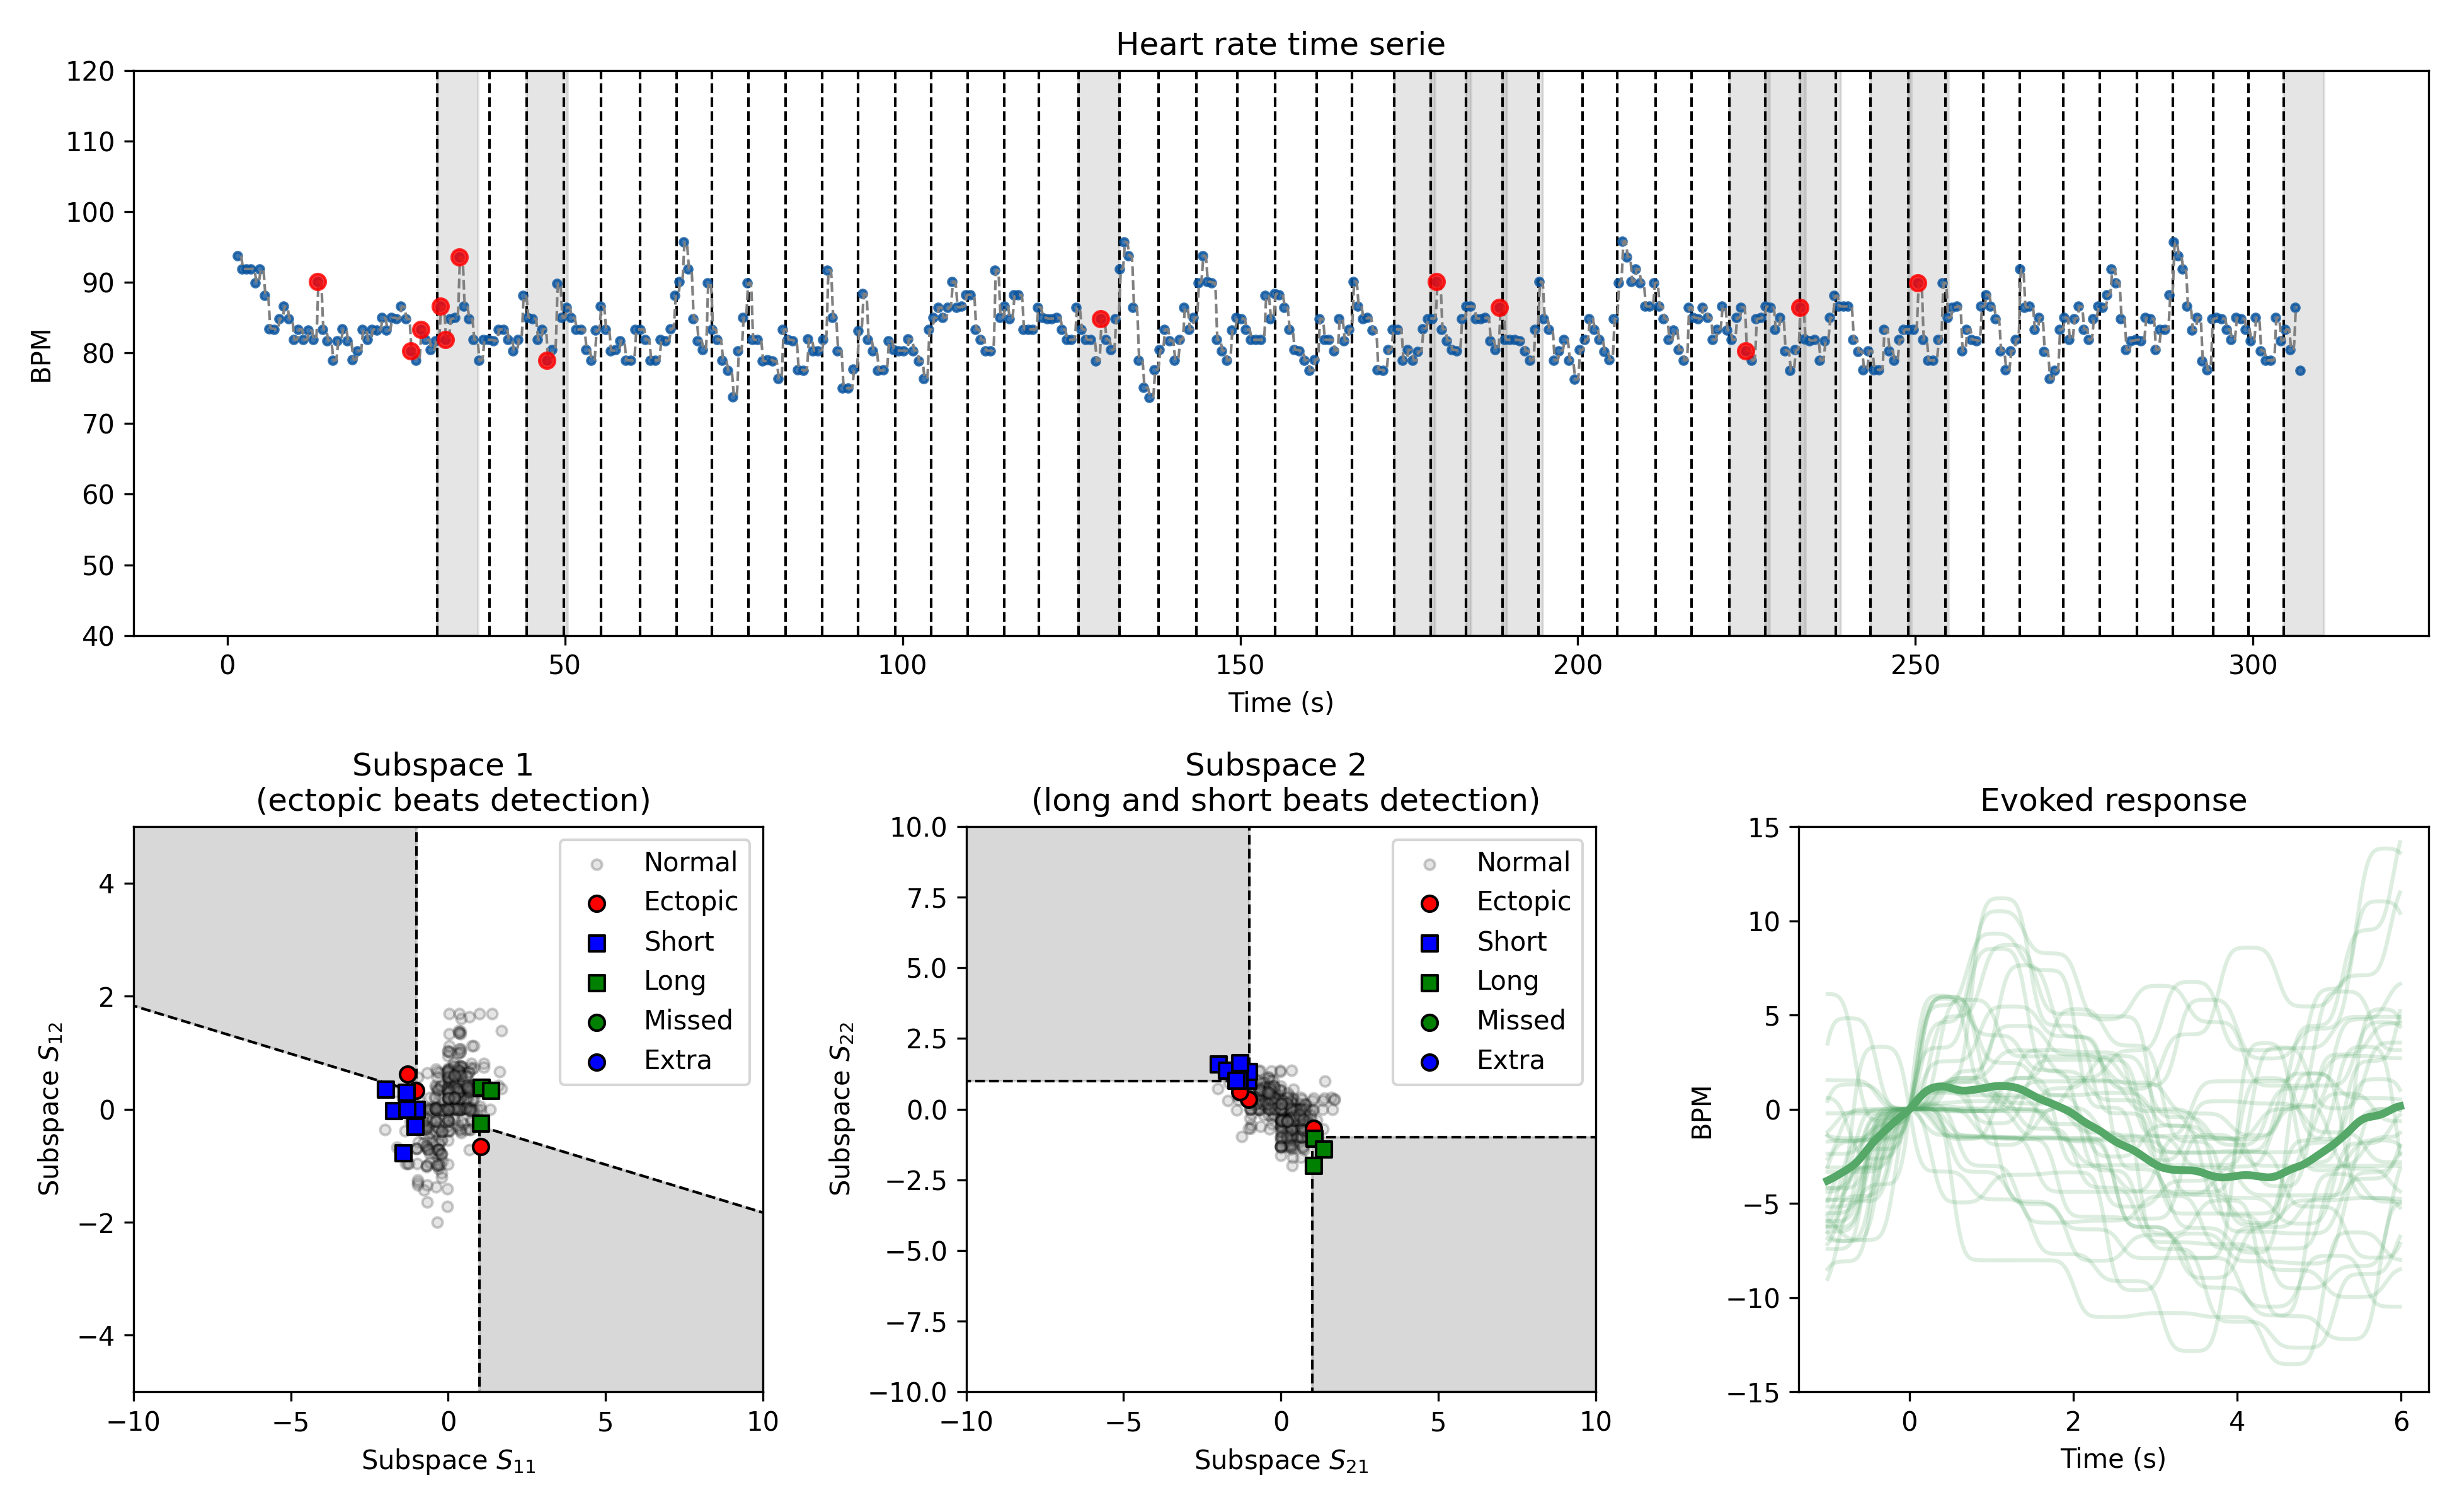 Heart rate time serie
120
110
100
90
80
70
60
50
40
BPM
0 50 100 150 200 250 300
Time (s)
Subspace 1
(ectopic beats detection)
4
2
0
−2
−4
Subspace S12
Normal
Ectopic
Short
Long
Missed
Extra
−10 −5 0 5 10
Subspace S11
Subspace 2
(long and short beats detection)
10.0
7.5
5.0
2.5
0.0
−2.5
−5.0
−7.5
−10.0
Subspace S22
Normal
Ectopic
Short
Long
Missed
Extra
−10 −5 0 5 10
Subspace S21
Evoked response
15
10
5
0
−5
−10
−15
BPM
0 2 4 6
Time (s)